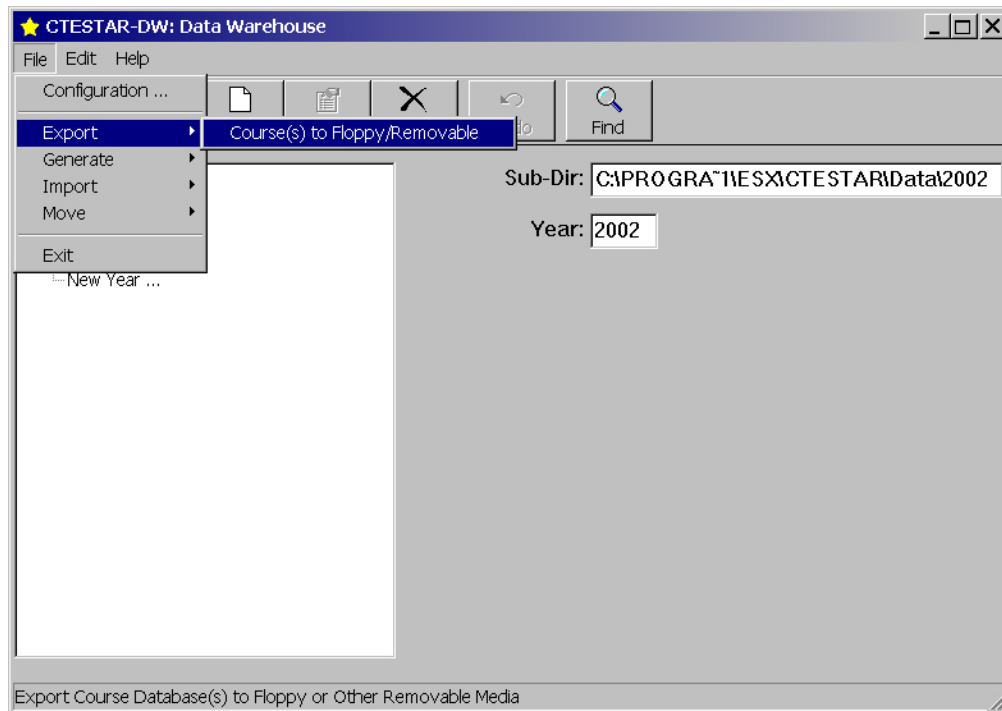 CTESTAR-DW: Data Warehouse
File Edit Help
Configuration ...
Export
Course(s) to Floppy/Removable
Find
Generate
Import
Move
Exit
New Year ...
Sub-Dir: C:\PROGRA~1\ESX\CTESTAR\Data\2002
Year: 2002
Export Course Database(s) to Floppy or Other Removable Media